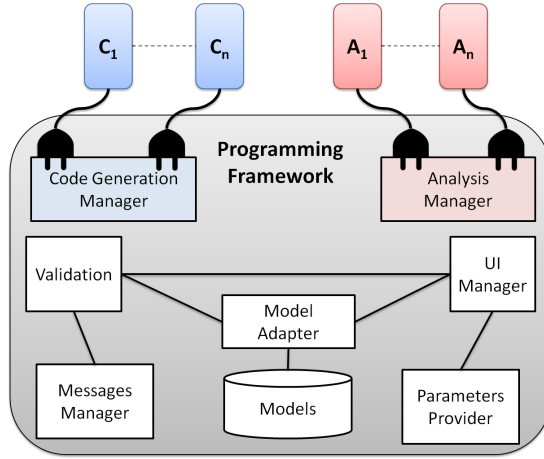 C1
Cn
A1
An
Programming
Framework
Code Generation
Manager
Analysis
Manager
Validation
UI
Manager
Model
Adapter
Messages
Manager
Models
Parameters
Provider